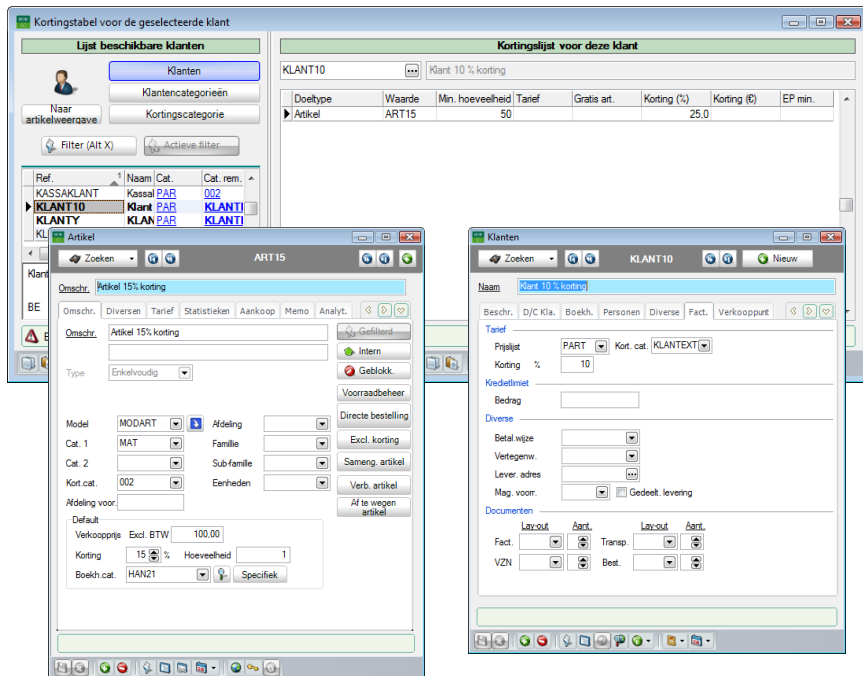 Kortingstabel voor de geselecteerde klant
Lijst beschikbare klanten
Klanten
Klantencategorieën
Naar artikelweergave
Kortingscategorie
Filter (Alt X)
Actieve filter
Ref. 1 Naam Cat. Cat. rem.
KASSAKLANT Kassal PAR 002
KLANT10 Klant PAR KLANTI
KLANTY KLAN PAR KLANTI
Klant
BE
Kortingslijst voor deze klant
KLANT10 Klant 10 % korting
Doeltype Waarde Min. hoeveelheid Tarief Gratis art. Korting (%) Korting (€) EP min.
Artikel ART15 50 25,0
Artikel
Zoeken ART15
Omschr. Artikel 15% korting
Omschr. Diversen Tarief Statistieken Aankoop Memo Analyt.
Omschr. Artikel 15% korting
Gefilterd
Intern
Type Enkelvoudig
Geblokk.
Voorraadbeheer
Directe bestelling
Model MODART Afdeling
Cat. 1 MAT Famillie
Excl. korting
Cat. 2 Sub-famille
Sameng. artikel
Kort.cat. 002 Eenheden
Verb. artikel
Afdeling voor.
Af te wegen artikel
Default
Verkoopprijs Excl. BTW 100,00
Korting 15 % Hoeveelheid 1
Boekh.cat. HAN21 Specifiek
Klanten
Zoeken KLANT10 Nieuw
Naam Klant 10 % korting
Beschr. D/C Kla. Boekh. Personen Diverse Fact. Verkooppunt
Tarief
Prijslijst PART Kort. cat. KLANTEXT
Korting % 10
Kredietlimiet
Bedrag
Diverse
Betal.wijze
Vertegenw.
Lever. adres
Mag. voorr. Gedeelt. levering
Documenten
Lay-out Aant. Lay-out Aant.
Fact. Transp.
VZN Best.